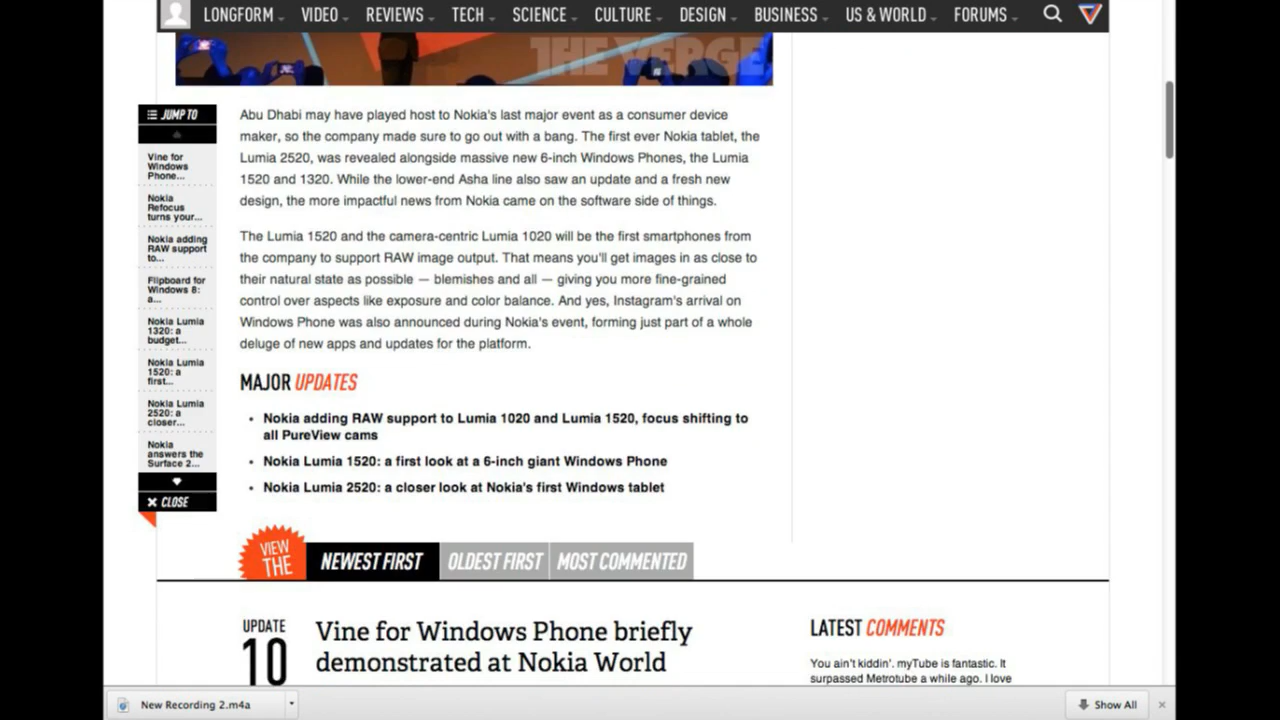 LONGFORM VIDEO REVIEWS TECH SCIENCE CULTURE DESIGN BUSINESS US & WORLD FORUMS
THE VERGE
JUMP TO
Vine for
Windows
Phone...
Nokia
Refocus
turns your...
Nokia adding
RAW support
to...
Flipboard for
Windows 8:
a...
Nokia Lumia
1320: a
budget...
Nokia Lumia
1520: a
first...
Nokia Lumia
2520: a
closer...
Nokia
answers the
Surface 2...
CLOSE
Abu Dhabi may have played host to Nokia's last major event as a consumer device
maker, so the company made sure to go out with a bang. The first ever Nokia tablet, the
Lumia 2520, was revealed alongside massive new 6-inch Windows Phones, the Lumia
1520 and 1320. While the lower-end Asha line also saw an update and a fresh new
design, the more impactful news from Nokia came on the software side of things.
The Lumia 1520 and the camera-centric Lumia 1020 will be the first smartphones from
the company to support RAW image output. That means you'll get images in as close to
their natural state as possible — blemishes and all — giving you more fine-grained
control over aspects like exposure and color balance. And yes, Instagram's arrival on
Windows Phone was also announced during Nokia's event, forming just part of a whole
deluge of new apps and updates for the platform.
MAJOR UPDATES
• Nokia adding RAW support to Lumia 1020 and Lumia 1520, focus shifting to
all PureView cams
• Nokia Lumia 1520: a first look at a 6-inch giant Windows Phone
• Nokia Lumia 2520: a closer look at Nokia's first Windows tablet
VIEW
THE
NEWEST FIRST OLDEST FIRST MOST COMMENTED
UPDATE
10
Vine for Windows Phone briefly
demonstrated at Nokia World
LATEST COMMENTS
You ain't kiddin'. myTube is fantastic. It
surpassed Metrotube a while ago. I love
New Recording 2.m4a
Show All